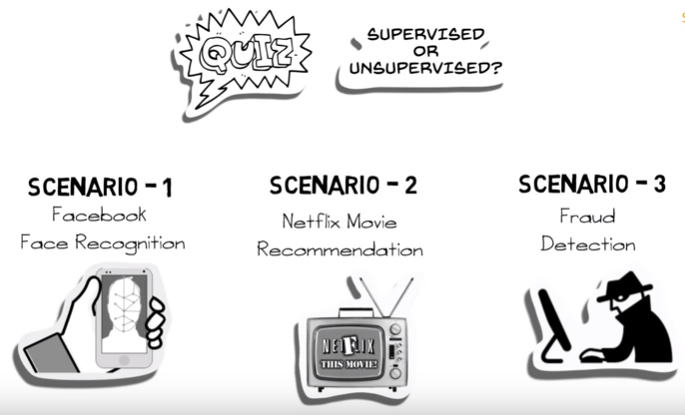 QUIZ
SUPERVISED
OR
UNSUPERVISED?
SCENARIO - 1
Facebook
Face Recognition
SCENARIO - 2
Netflix Movie
Recommendation
NETFLIX
THIS MOVIE!
SCENARIO - 3
Fraud
Detection